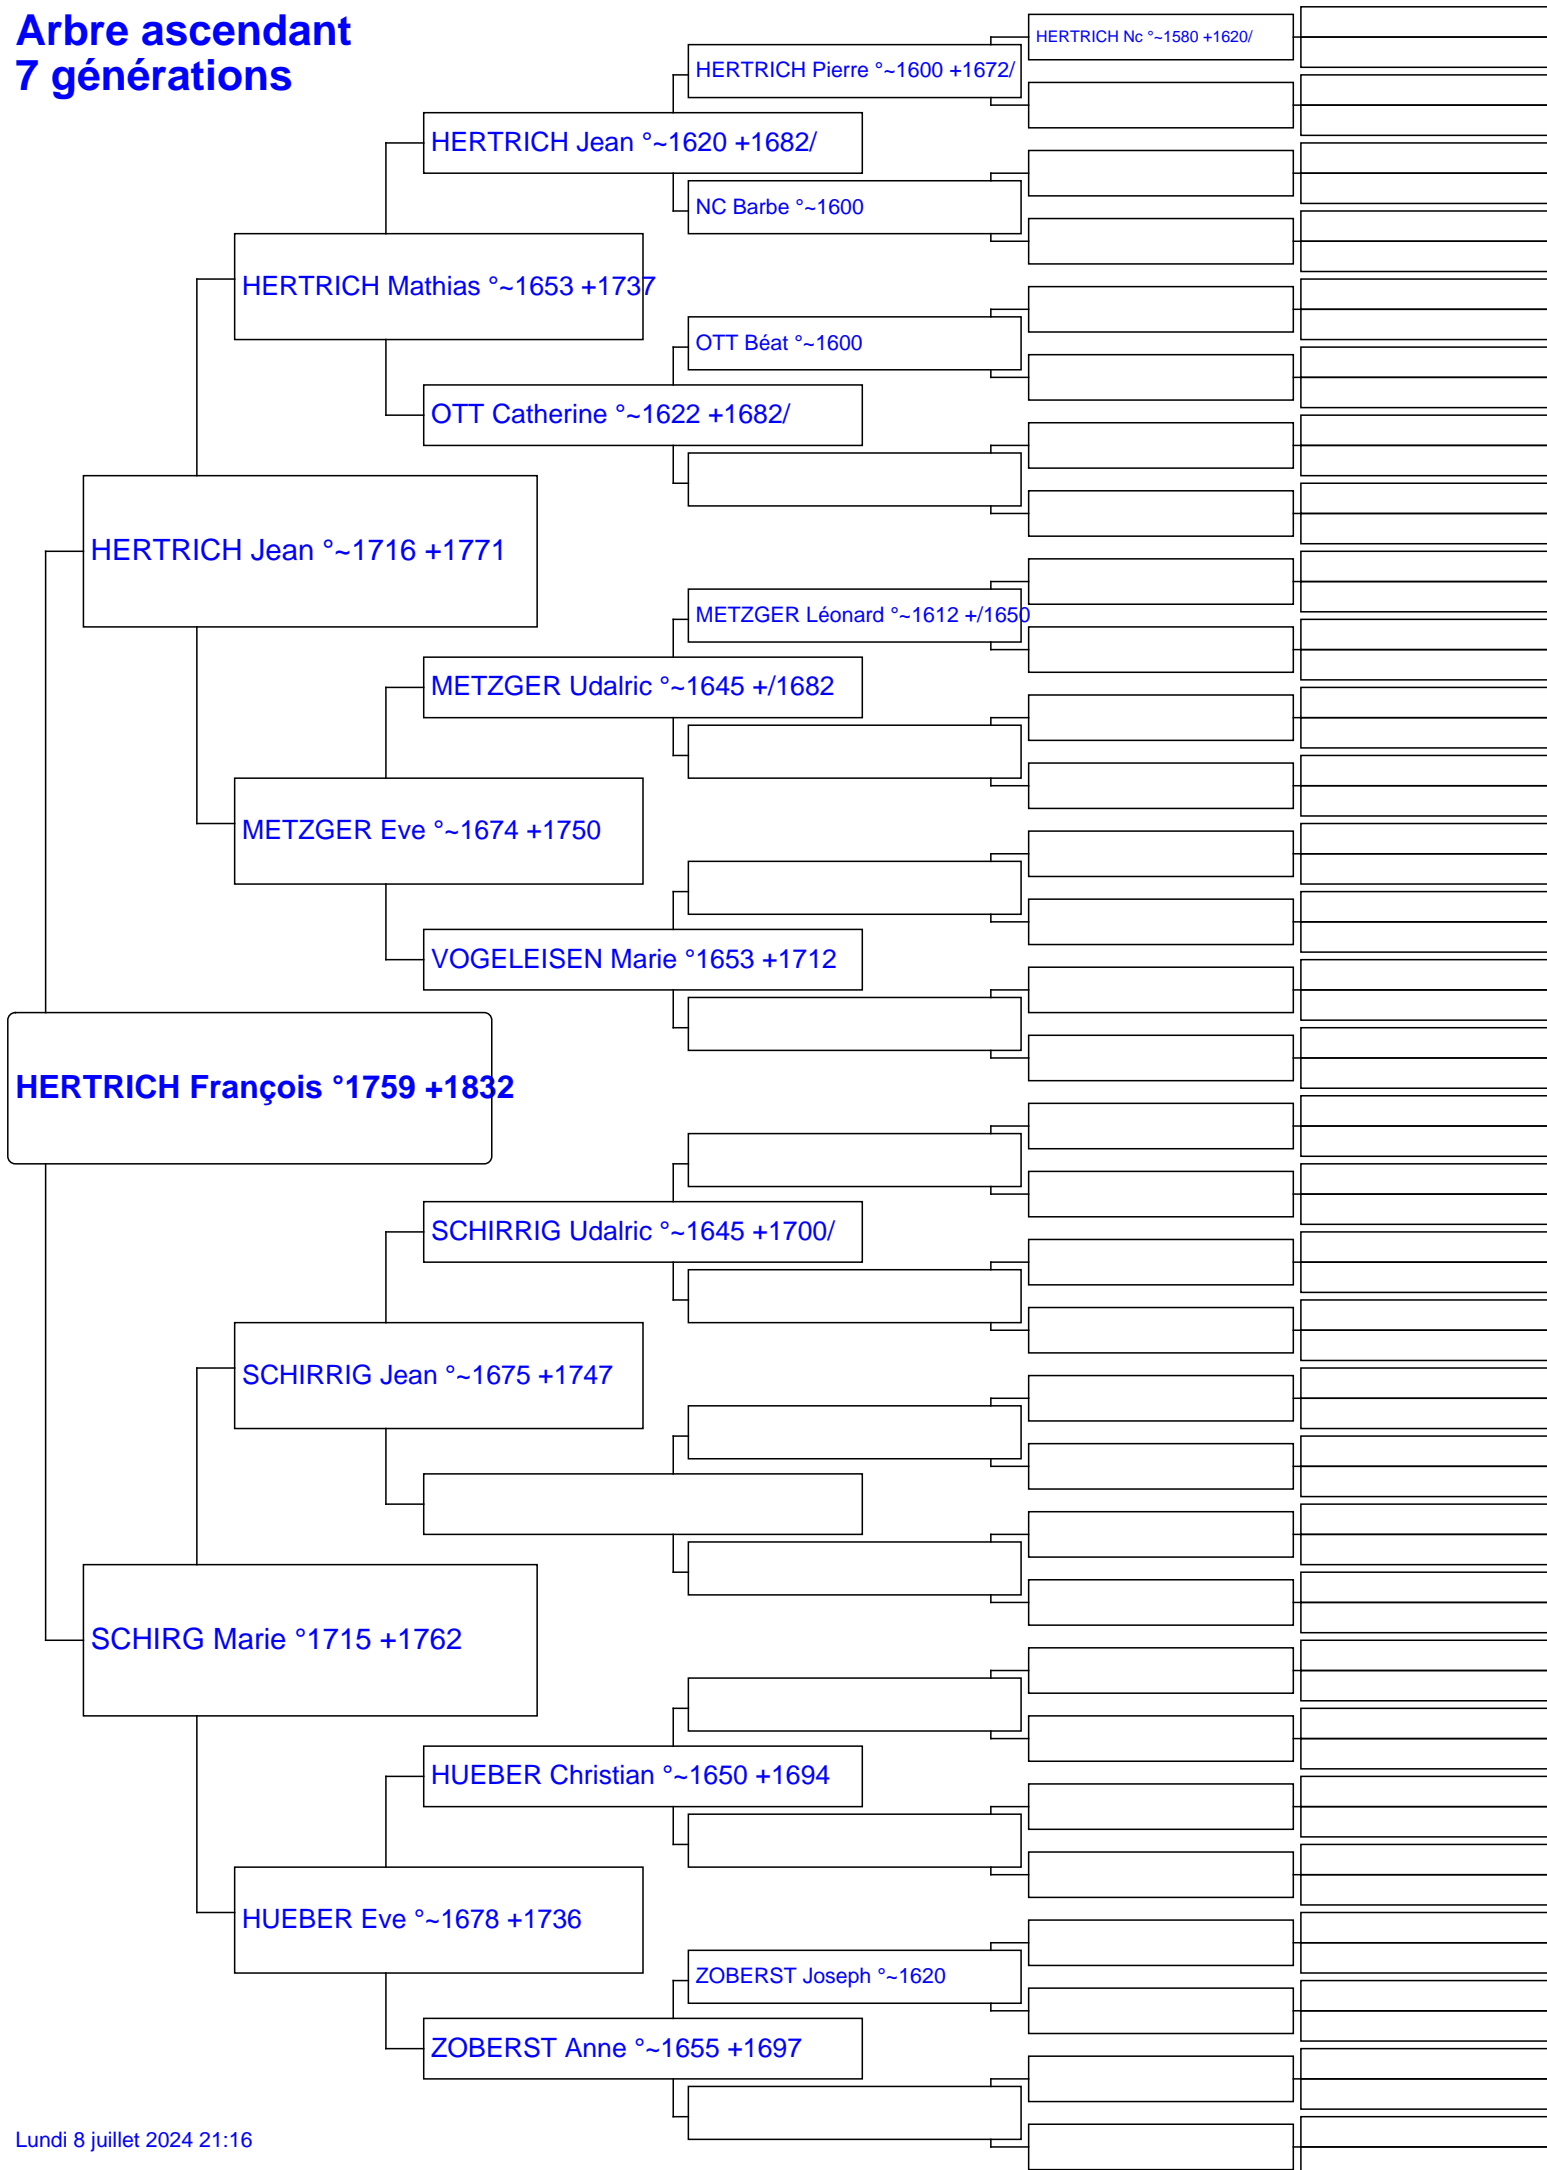 Arbre ascendant
7 générations
HERTRICH Nc °~1580 +1620/
HERTRICH Pierre °~1600 +1672/
HERTRICH Jean °~1620 +1682/
NC Barbe °~1600
HERTRICH Mathias °~1653 +1737
OTT Béat °~1600
OTT Catherine °~1622 +1682/
HERTRICH Jean °~1716 +1771
METZGER Léonard °~1612 +/1650
METZGER Udalric °~1645 +/1682
METZGER Eve °~1674 +1750
VOGELEISEN Marie °1653 +1712
HERTRICH François °1759 +1832
SCHIRRIG Udalric °~1645 +1700/
SCHIRRIG Jean °~1675 +1747
SCHIRG Marie °1715 +1762
HUEBER Christian °~1650 +1694
HUEBER Eve °~1678 +1736
ZOBERST Joseph °~1620
ZOBERST Anne °~1655 +1697
Lundi 8 juillet 2024 21:16